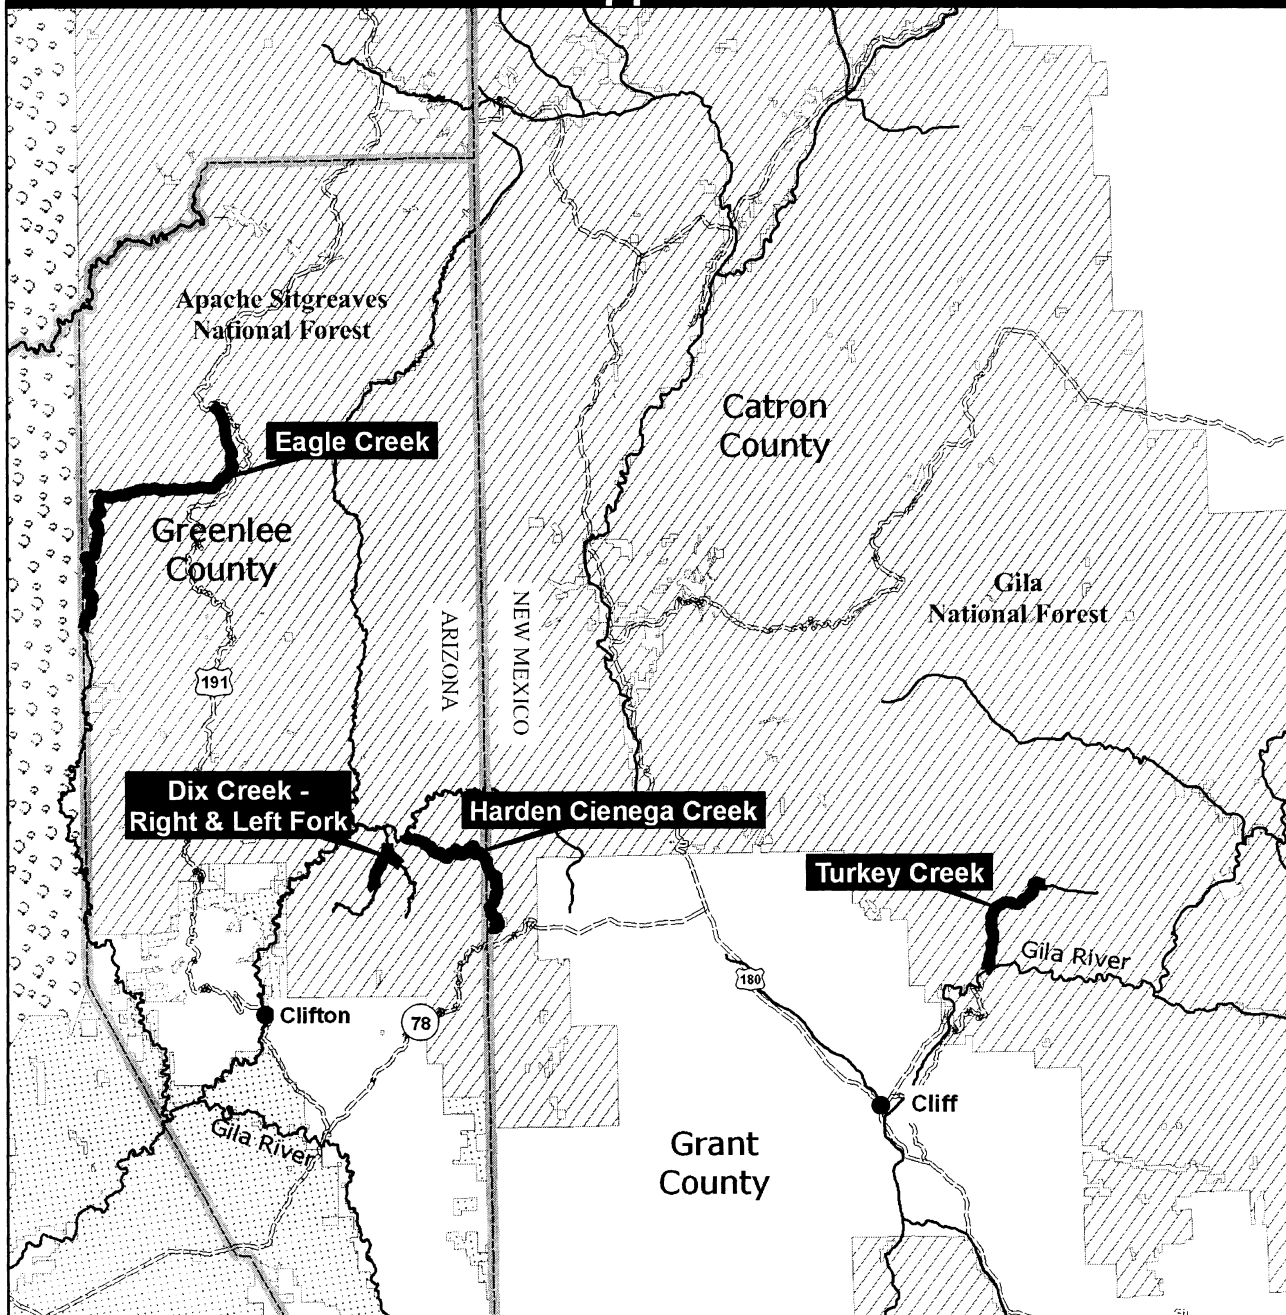 Apache Sitgreaves
National Forest
Catron
County
Eagle Creek
Greenlee
County
Gila
National Forest
ARIZONA
NEW MEXICO
191
Dix Creek -
Right & Left Fork
Harden Cienega Creek
Turkey Creek
Gila River
180
Clifton
78
Cliff
Gila River
Grant
County